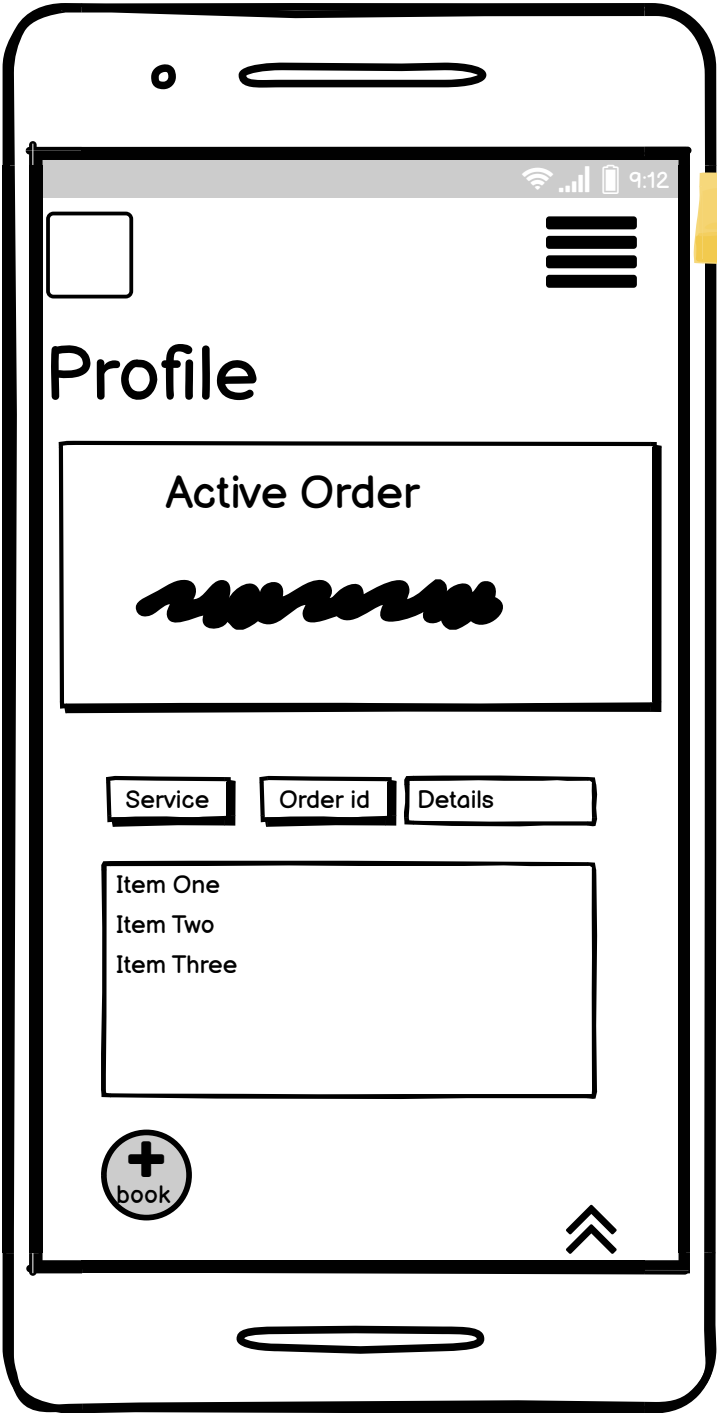 9:12
Profile
Active Order
Service Order id Details
Item One
Item Two
Item Three
book